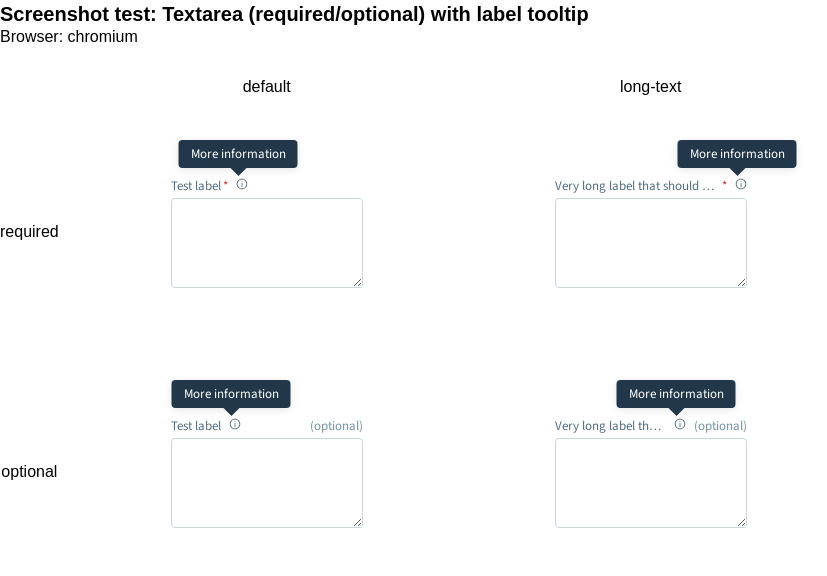 Screenshot test: Textarea (required/optional) with label tooltip
Browser: chromium
default long-text
More information More information
Test label * Very long label that should … *
required
More information More information
Test label (optional) Very long label th… (optional)
optional